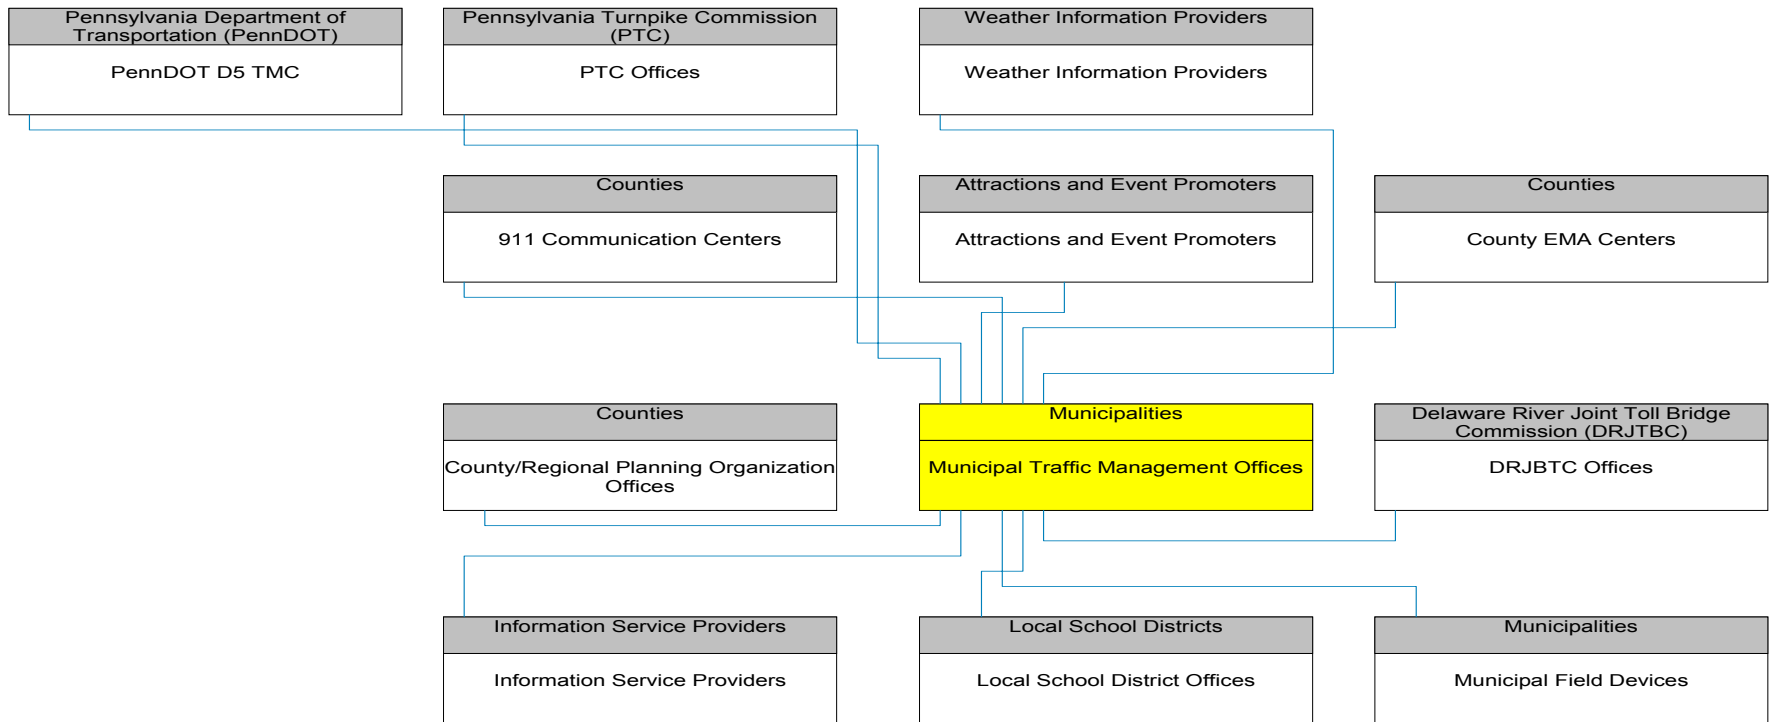 Pennsylvania Department of
Transportation (PennDOT)
PennDOT D5 TMC
Pennsylvania Turnpike Commission
(PTC)
PTC Offices
Weather Information Providers
Weather Information Providers
Counties
911 Communication Centers
Attractions and Event Promoters
Attractions and Event Promoters
Counties
County EMA Centers
Counties
County/Regional Planning Organization
Offices
Municipalities
Municipal Traffic Management Offices
Delaware River Joint Toll Bridge
Commission (DRJTBC)
DRJBTC Offices
Information Service Providers
Information Service Providers
Local School Districts
Local School District Offices
Municipalities
Municipal Field Devices